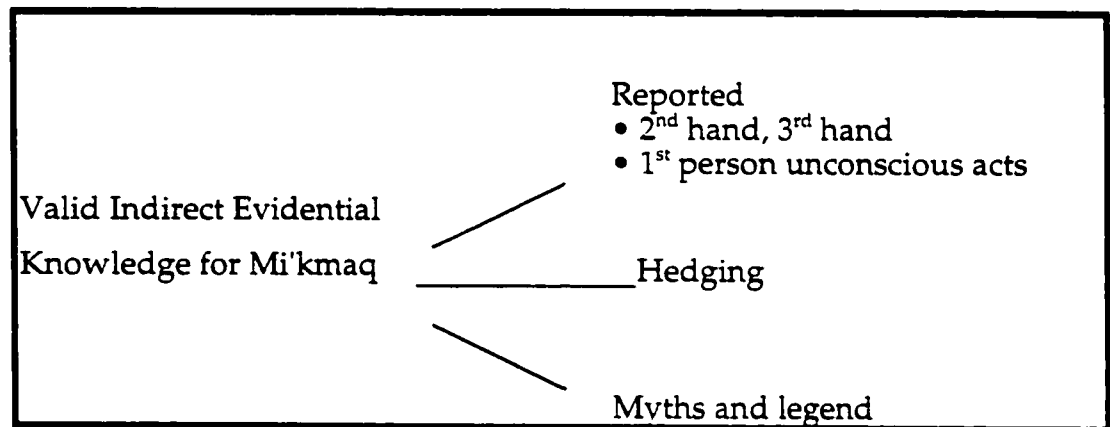 Reported
• 2nd hand, 3rd hand
• 1st person unconscious acts
Valid Indirect Evidential
Knowledge for Mi'kmaq
Hedging
Myths and legend